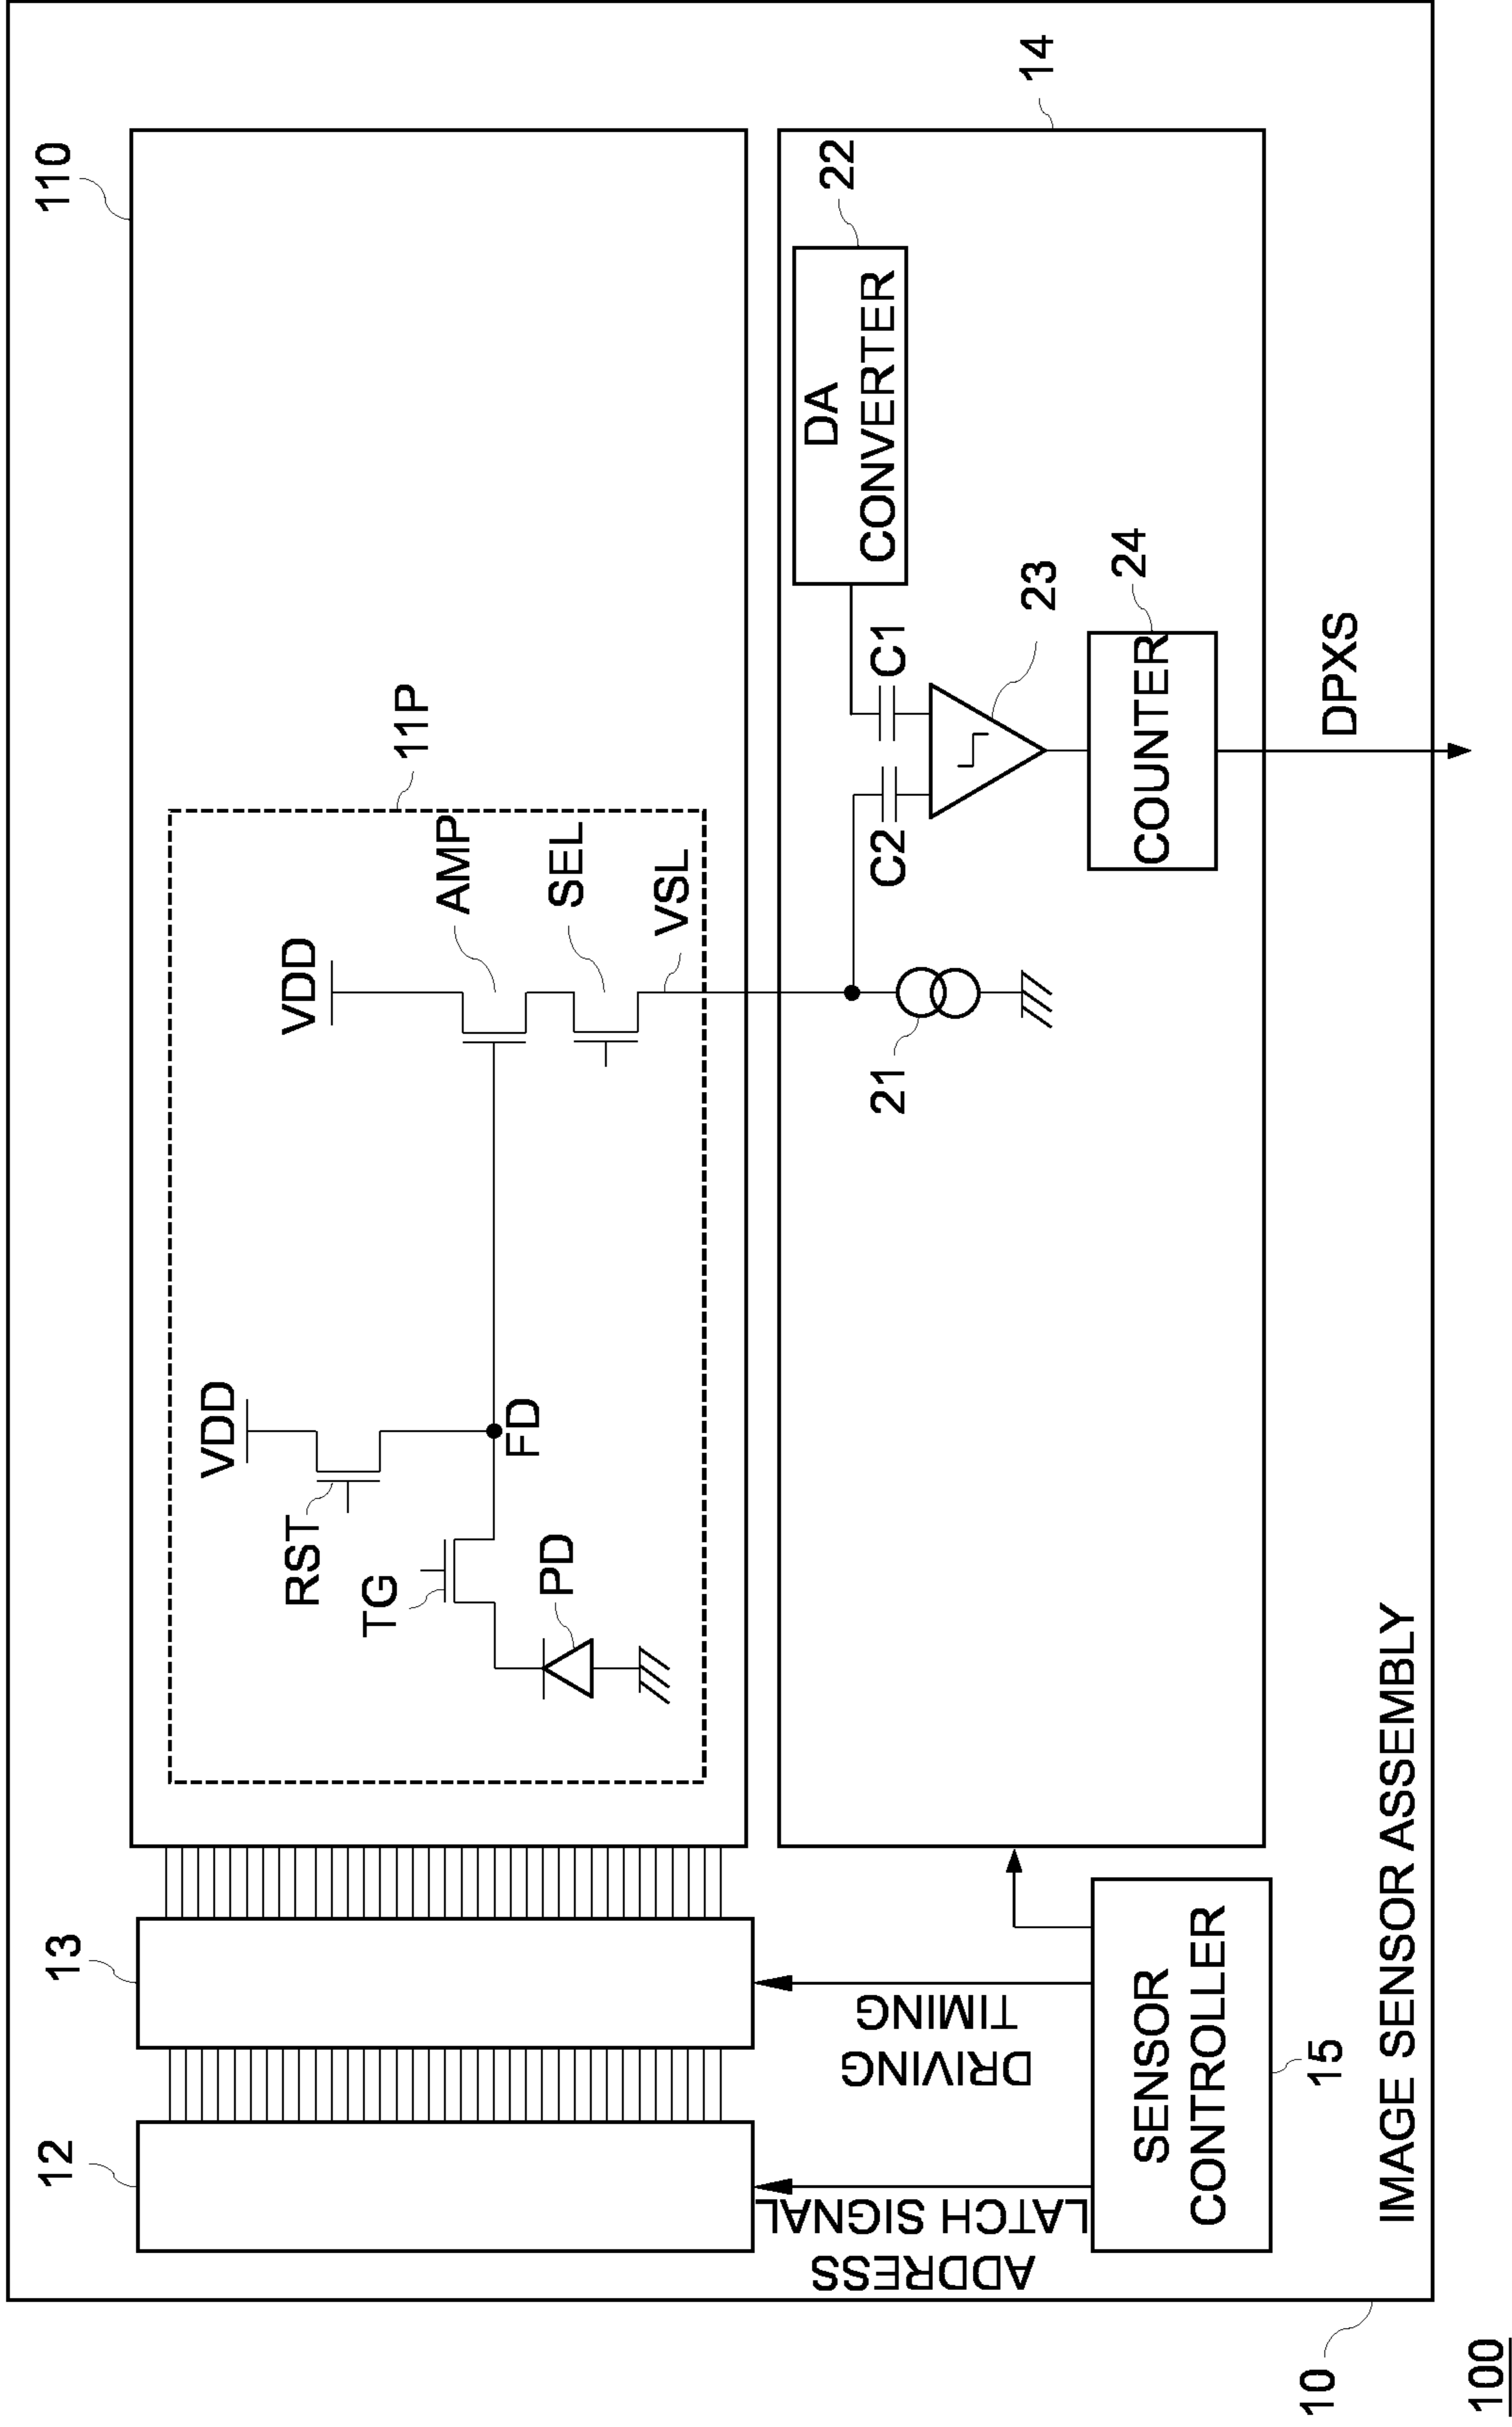 110
11P
VDD
AMP
SEL
VSL
VDD
RST
TG
FD
PD
12
13
14
22
DA
CONVERTER
C2
C1
23
21
24
COUNTER
DPXS
ADDRESS
LATCH SIGNAL
DRIVING
TIMING
SENSOR
CONTROLLER
15
IMAGE SENSOR ASSEMBLY
10
100